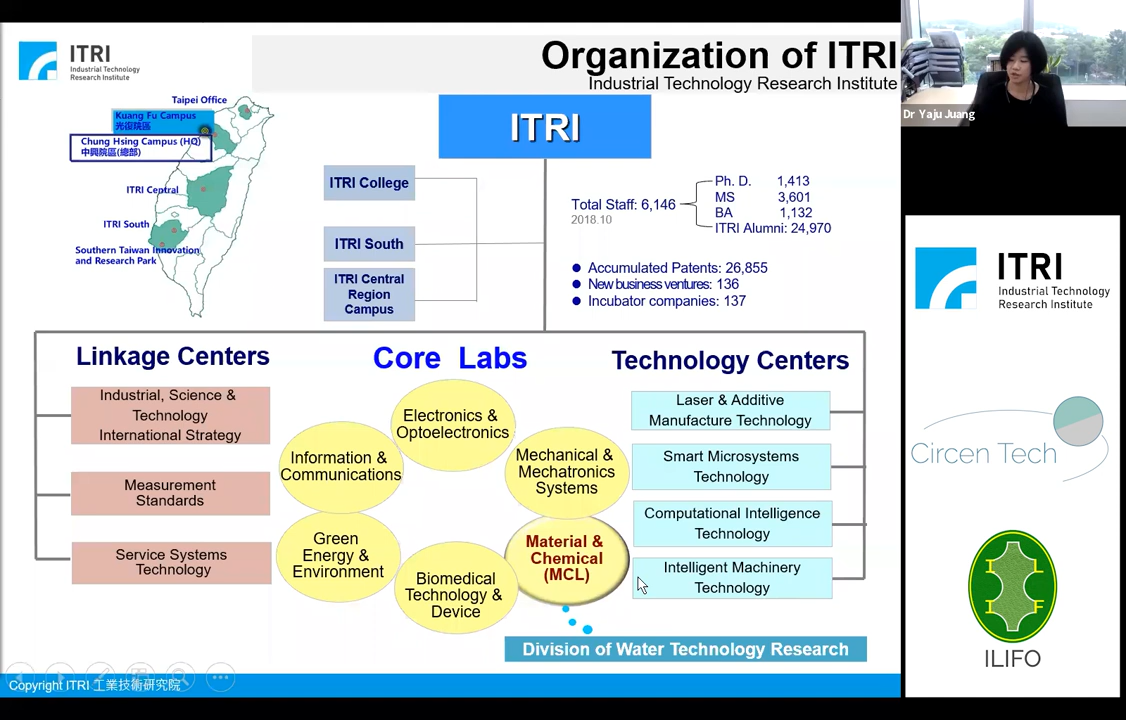 ITRI
Industrial Technology
Research Institute
Organization of ITRI
Industrial Technology Research Institute
Taipei Office
Kuang Fu Campus
光復院區
Chung Hsing Campus (HQ)
中興院區(總部)
ITRI Central
ITRI South
Southern Taiwan Innovation
and Research Park
ITRI
ITRI College
ITRI South
ITRI Central
Region
Campus
Total Staff: 6,146
2018.10
Ph. D. 1,413
MS 3,601
BA 1,132
ITRI Alumni: 24,970
Accumulated Patents: 26,855
New business ventures: 136
Incubator companies: 137
Linkage Centers
Industrial, Science &
Technology
International Strategy
Measurement
Standards
Service Systems
Technology
Core Labs
Electronics &
Optoelectronics
Information &
Communications
Mechanical &
Mechatronics
Systems
Green
Energy &
Environment
Biomedical
Technology &
Device
Material &
Chemical
(MCL)
Technology Centers
Laser & Additive
Manufacture Technology
Smart Microsystems
Technology
Computational Intelligence
Technology
Intelligent Machinery
Technology
Division of Water Technology Research
Copyright ITRI 工業技術研究院
Dr Yaju Juang
ITRI
Industrial Technology
Research Institute
Circen Tech
I L
I F
ILIFO